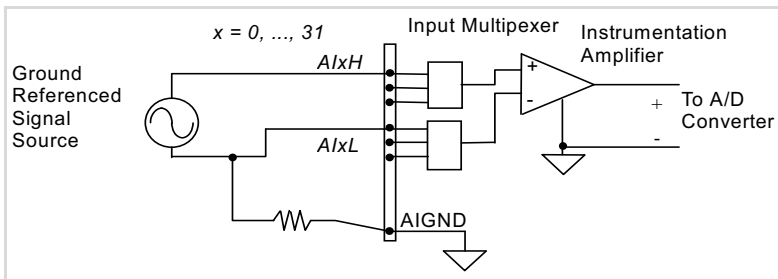 x = 0, ..., 31
Input Multipexer
Instrumentation
Amplifier
Ground
Referenced
Signal
Source
AIxH
AIxL
AIGND
+
-
+
-
To A/D
Converter